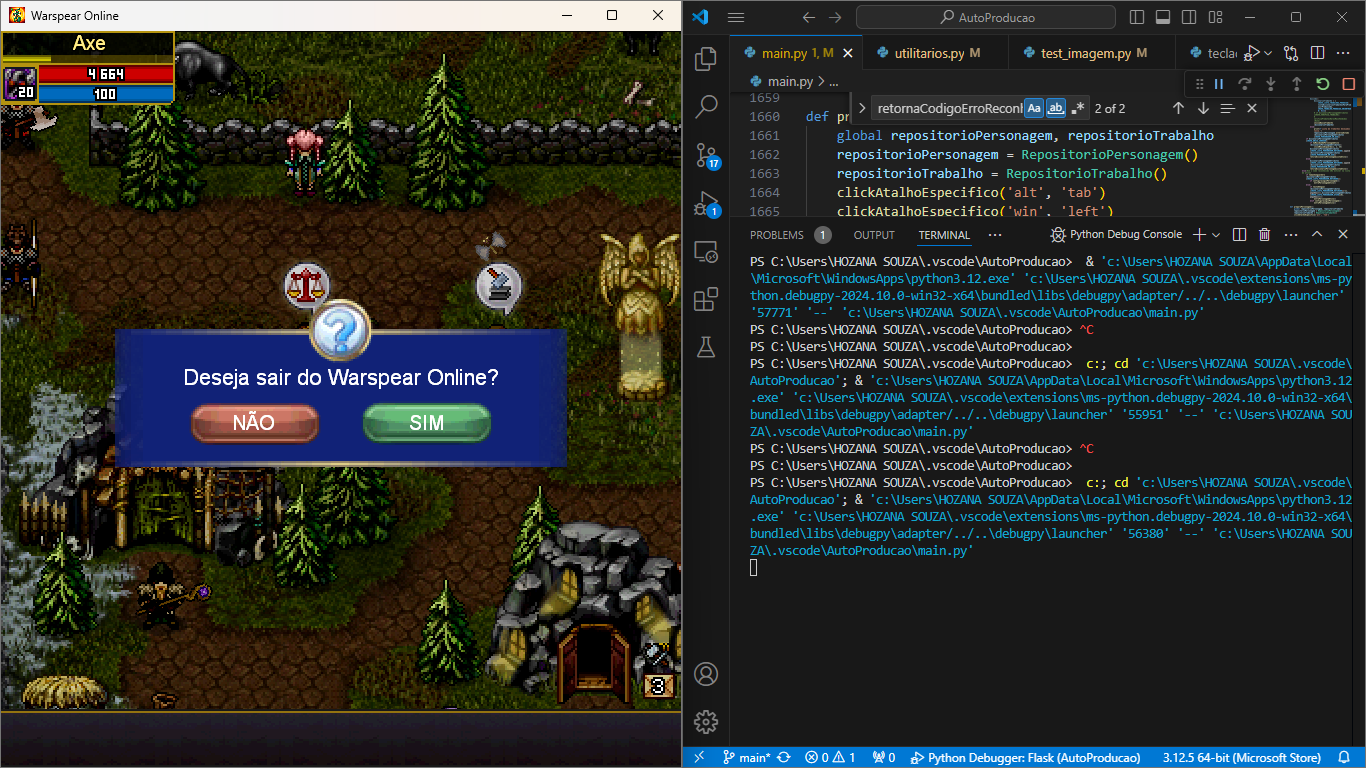 Warspear Online
Axe
4 664
20
100
Deseja sair do Warspear Online?
NÃO
SIM
3
AutoProducao
main.py 1, M
utilitarios.py M
test_imagem.py M
main.py > ...
retornaCodigoErroReconh
Aa
ab
2 of 2
1659
1660 def pr
1661 global repositorioPersonagem, repositorioTrabalho
1662 repositorioPersonagem = RepositorioPersonagem()
1663 repositorioTrabalho = RepositorioTrabalho()
1664 clickAtalhoEspecifico('alt', 'tab')
1665 clickAtalhoEspecifico('win', 'left')
17
1
PROBLEMS 1 OUTPUT TERMINAL ... Python Debug Console
PS C:\Users\HOZANA SOUZA\.vscode\AutoProducao> & 'c:\Users\HOZANA SOUZA\AppData\Local
\Microsoft\WindowsApps\python3.12.exe' 'c:\Users\HOZANA SOUZA\.vscode\extensions\ms-py
thon.debugpy-2024.10.0-win32-x64\bundled\libs\debugpy\adapter/../..\debugpy\launcher'
'57771' '--' 'c:\Users\HOZANA SOUZA\.vscode\AutoProducao\main.py'
PS C:\Users\HOZANA SOUZA\.vscode\AutoProducao> ^C
PS C:\Users\HOZANA SOUZA\.vscode\AutoProducao>
PS C:\Users\HOZANA SOUZA\.vscode\AutoProducao> c:; cd 'c:\Users\HOZANA SOUZA\.vscode\
AutoProducao'; & 'c:\Users\HOZANA SOUZA\AppData\Local\Microsoft\WindowsApps\python3.12
.exe' 'c:\Users\HOZANA SOUZA\.vscode\extensions\ms-python.debugpy-2024.10.0-win32-x64\
bundled\libs\debugpy\adapter/../..\debugpy\launcher' '55951' '--' 'c:\Users\HOZANA SOU
ZA\.vscode\AutoProducao\main.py'
PS C:\Users\HOZANA SOUZA\.vscode\AutoProducao> ^C
PS C:\Users\HOZANA SOUZA\.vscode\AutoProducao>
PS C:\Users\HOZANA SOUZA\.vscode\AutoProducao> c:; cd 'c:\Users\HOZANA SOUZA\.vscode\
AutoProducao'; & 'c:\Users\HOZANA SOUZA\AppData\Local\Microsoft\WindowsApps\python3.12
.exe' 'c:\Users\HOZANA SOUZA\.vscode\extensions\ms-python.debugpy-2024.10.0-win32-x64\
bundled\libs\debugpy\adapter/../..\debugpy\launcher' '56380' '--' 'c:\Users\HOZANA SOU
ZA\.vscode\AutoProducao\main.py'
main* 0 1 0 Python Debugger: Flask (AutoProducao) 3.12.5 64-bit (Microsoft Store)